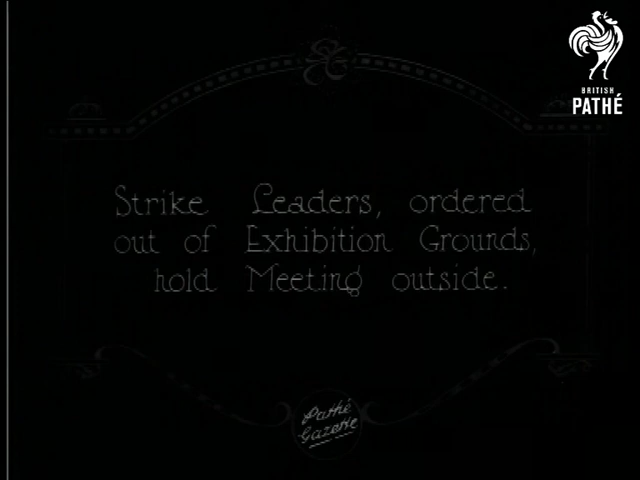 BRITISH
PATHÉ
Strike Leaders, ordered
out of Exhibition Grounds,
hold Meeting outside.
Pathé
Gazette